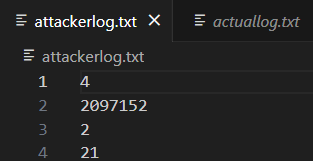 attackerlog.txt actuallog.txt
attackerlog.txt
1 4
2 2097152
3 2
4 21